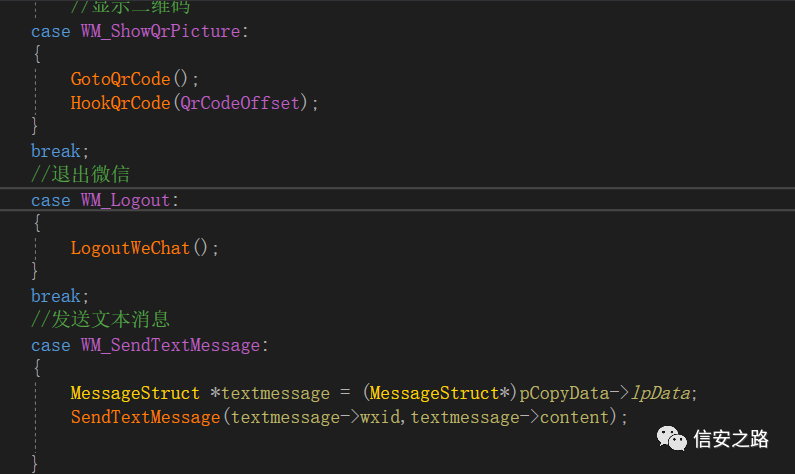 //显示二维码
case WM_ShowQrPicture:
{
GotoQrCode();
HookQrCode(QrCodeOffset);
}
break;
//退出微信
case WM_Logout:
{
LogoutWeChat();
}
break;
//发送文本消息
case WM_SendTextMessage:
{
MessageStruct *textmessage = (MessageStruct*)pCopyData->lpData;
SendTextMessage(textmessage->wxid,textmessage->content);
}
信安之路